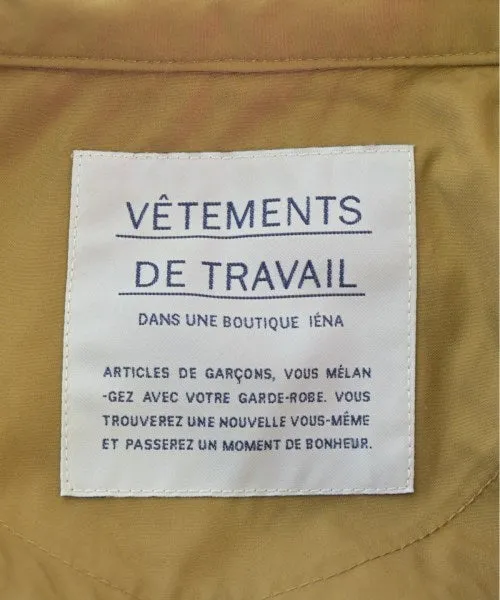 VÊTEMENTS
DE TRAVAIL
DANS UNE BOUTIQUE IÉNA
ARTICLES DE GARÇONS, VOUS MÉLAN
-GEZ AVEC VOTRE GARDE-ROBE. VOUS
TROUVEREZ UNE NOUVELLE VOUS-MÊME
ET PASSEREZ UN MOMENT DE BONHEUR.